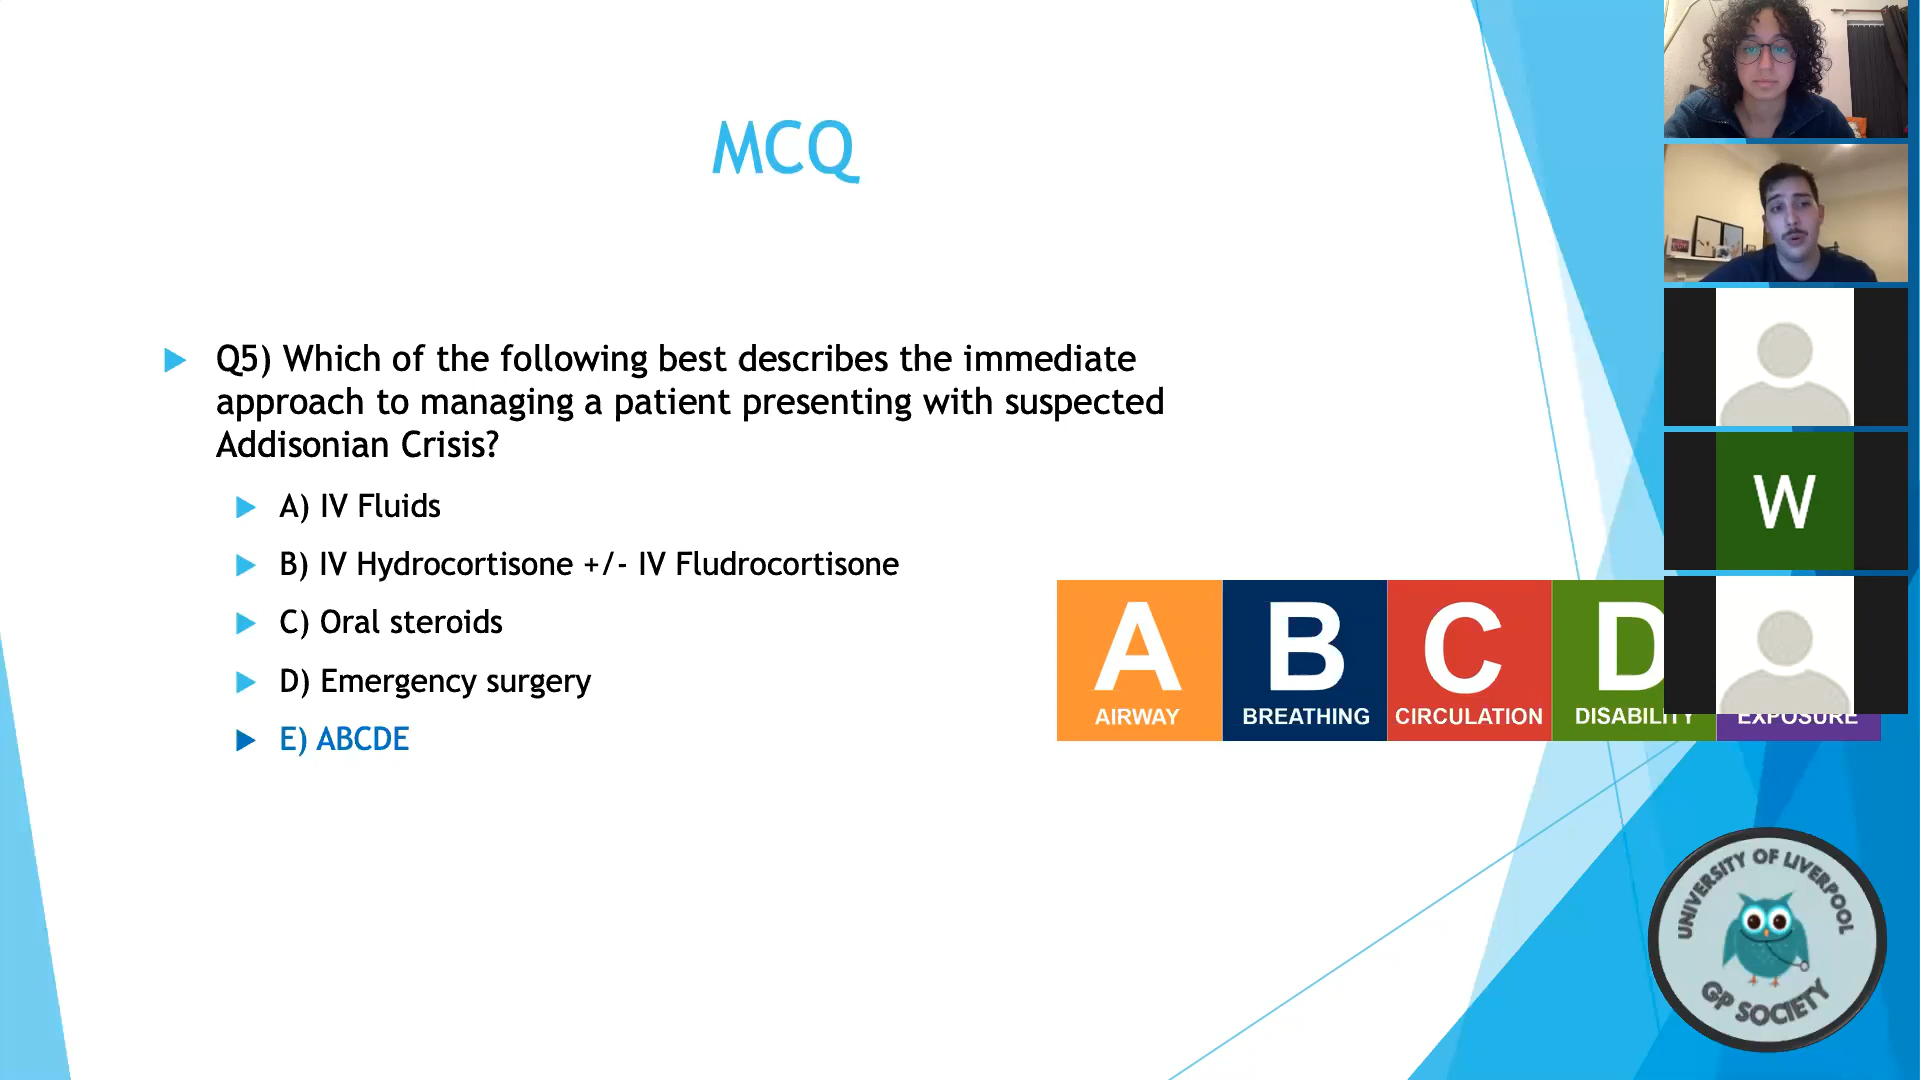 MCQ
Q5) Which of the following best describes the immediate
approach to managing a patient presenting with suspected
Addisonian Crisis?
A) IV Fluids
B) IV Hydrocortisone +/- IV Fludrocortisone
C) Oral steroids
D) Emergency surgery
E) ABCDE
A B C D
AIRWAY BREATHING CIRCULATION DISABILITY EXPOSURE
W
UNIVERSITY OF LIVERPOOL
GP SOCIETY